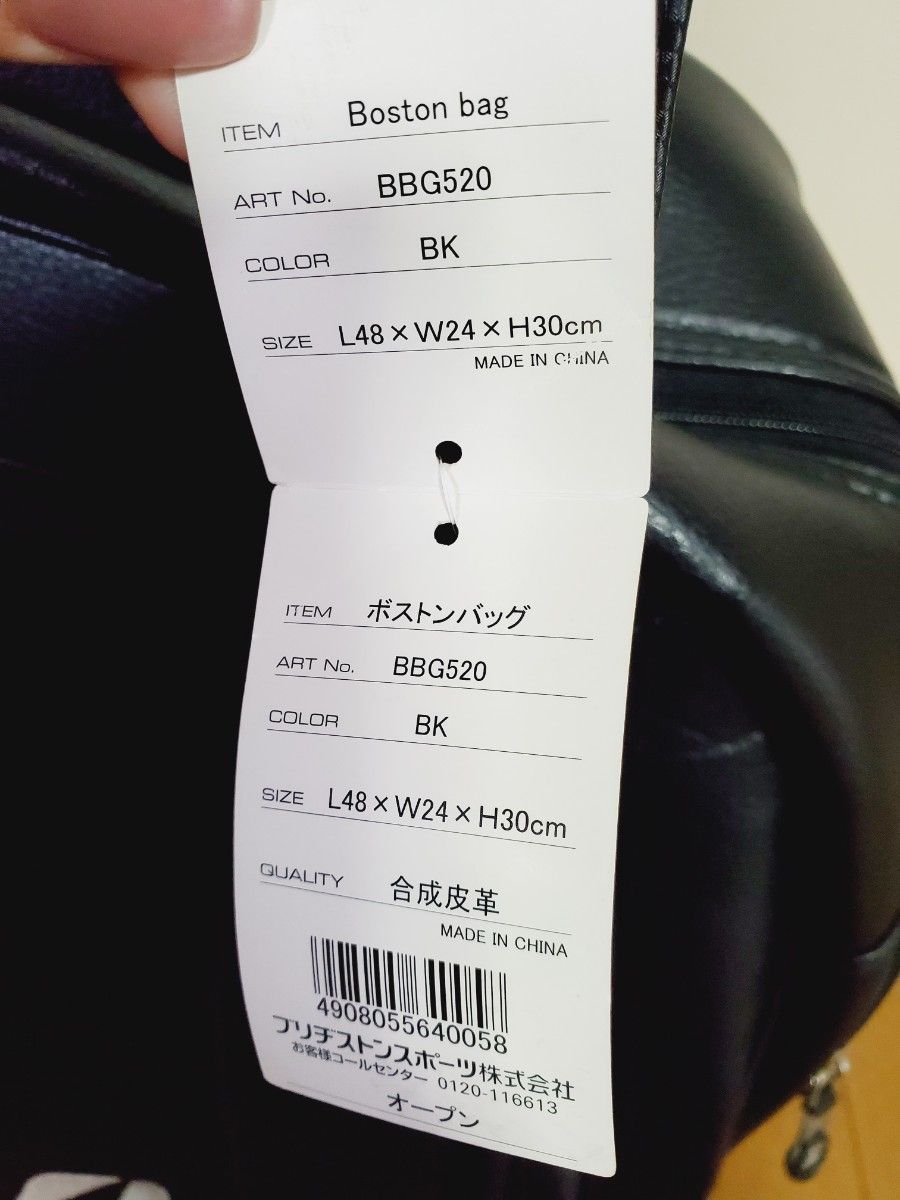 ITEM Boston bag
ART No. BBG520
COLOR BK
SIZE L48×W24×H30cm
MADE IN CHINA
ITEM ボストンバッグ
ART No. BBG520
COLOR BK
SIZE L48×W24×H30cm
QUALITY 合成皮革
MADE IN CHINA
4908055640058
ブリヂストンスポーツ株式会社
お客様コールセンター 0120-116613
オープン